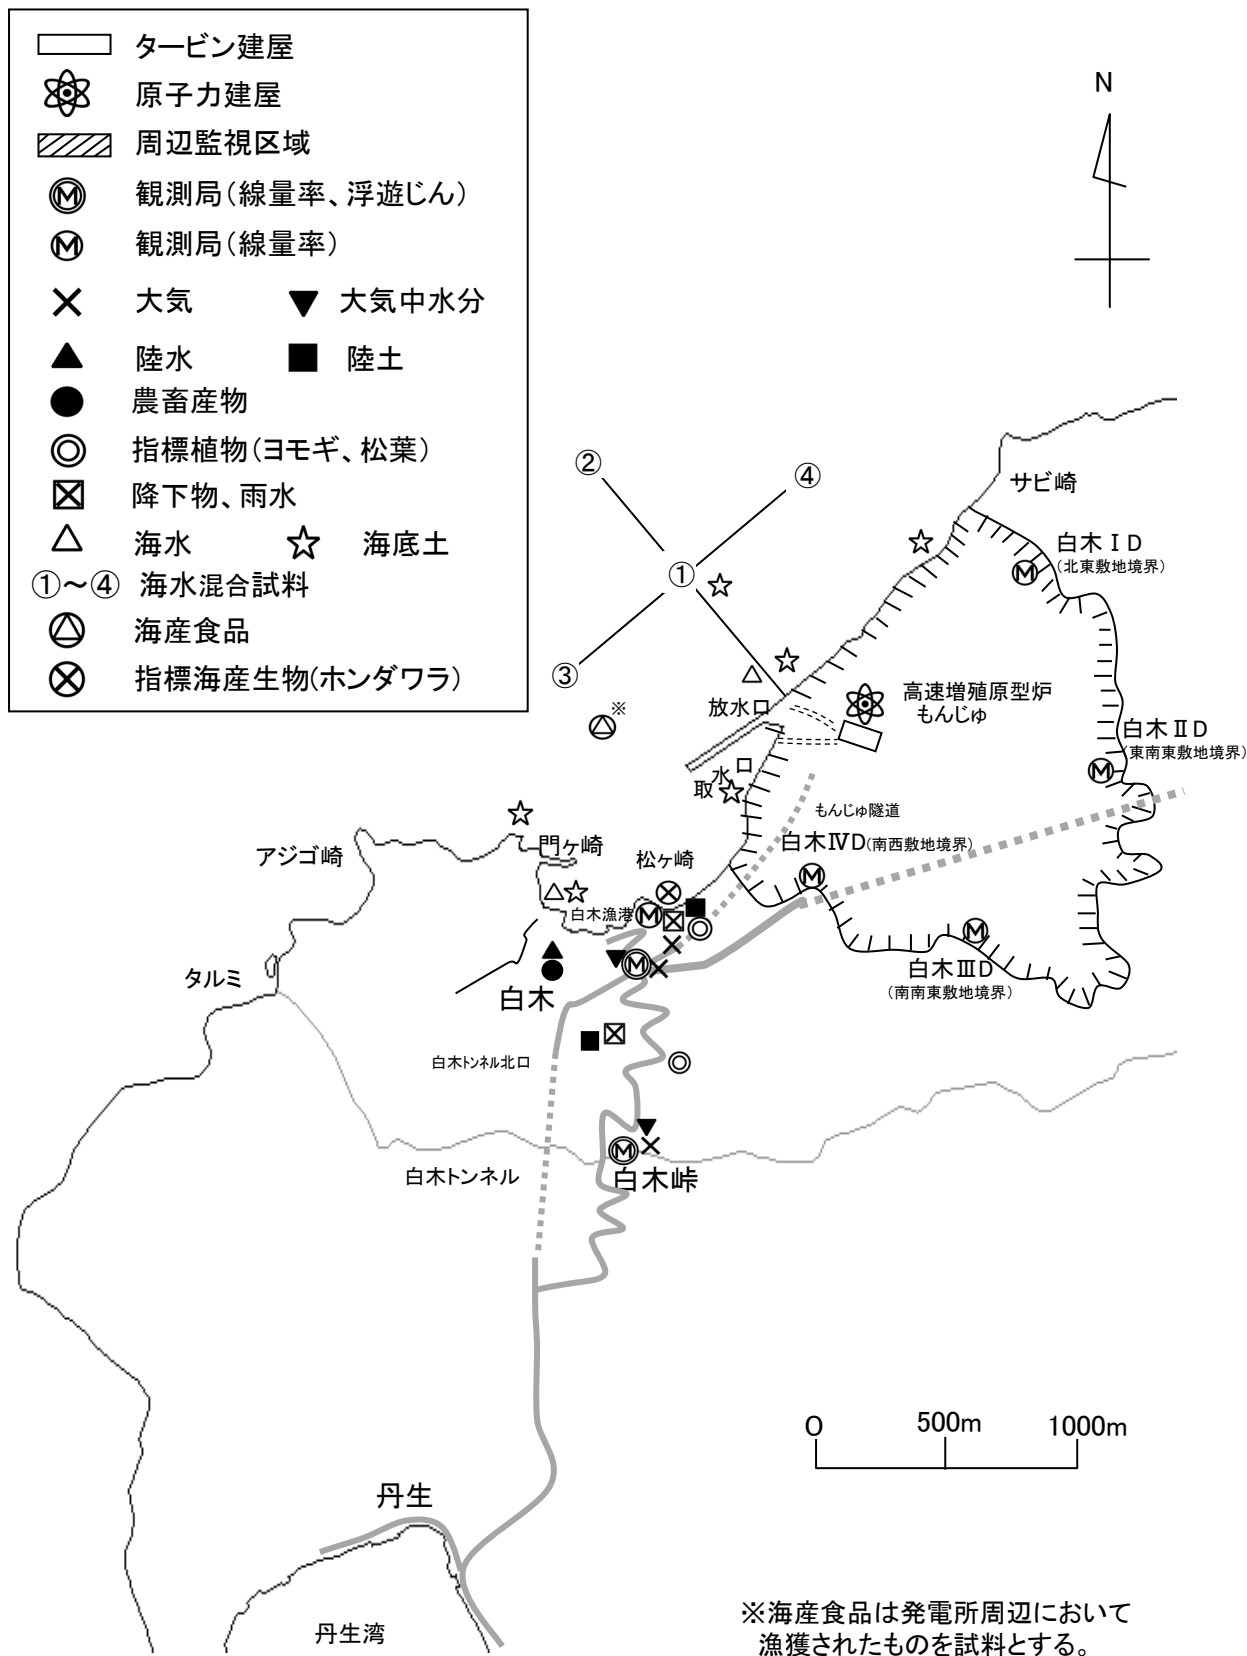 タービン建屋
原子力建屋
周辺監視区域
観測局(線量率、浮遊じん)
観測局(線量率)
大気
大気中水分
陸水
陸土
農畜産物
指標植物(ヨモギ、松葉)
降下物、雨水
海水
海底土
①～④ 海水混合試料
海産食品
指標海産生物(ホンダワラ)
N
②
④
①
③
サビ崎
白木ⅠD
(北東敷地境界)
※
放水口
高速増殖原型炉
もんじゅ
白木ⅡD
(東南東敷地境界)
取水口
もんじゅ隧道
白木ⅣD(南西敷地境界)
アジゴ崎
門ヶ崎
松ヶ崎
白木漁港
タルミ
白木
白木ⅢD
(南南東敷地境界)
白木トンネル北口
白木トンネル
白木峠
0
500m
1000m
丹生
丹生湾
※海産食品は発電所周辺において
漁獲されたものを試料とする。